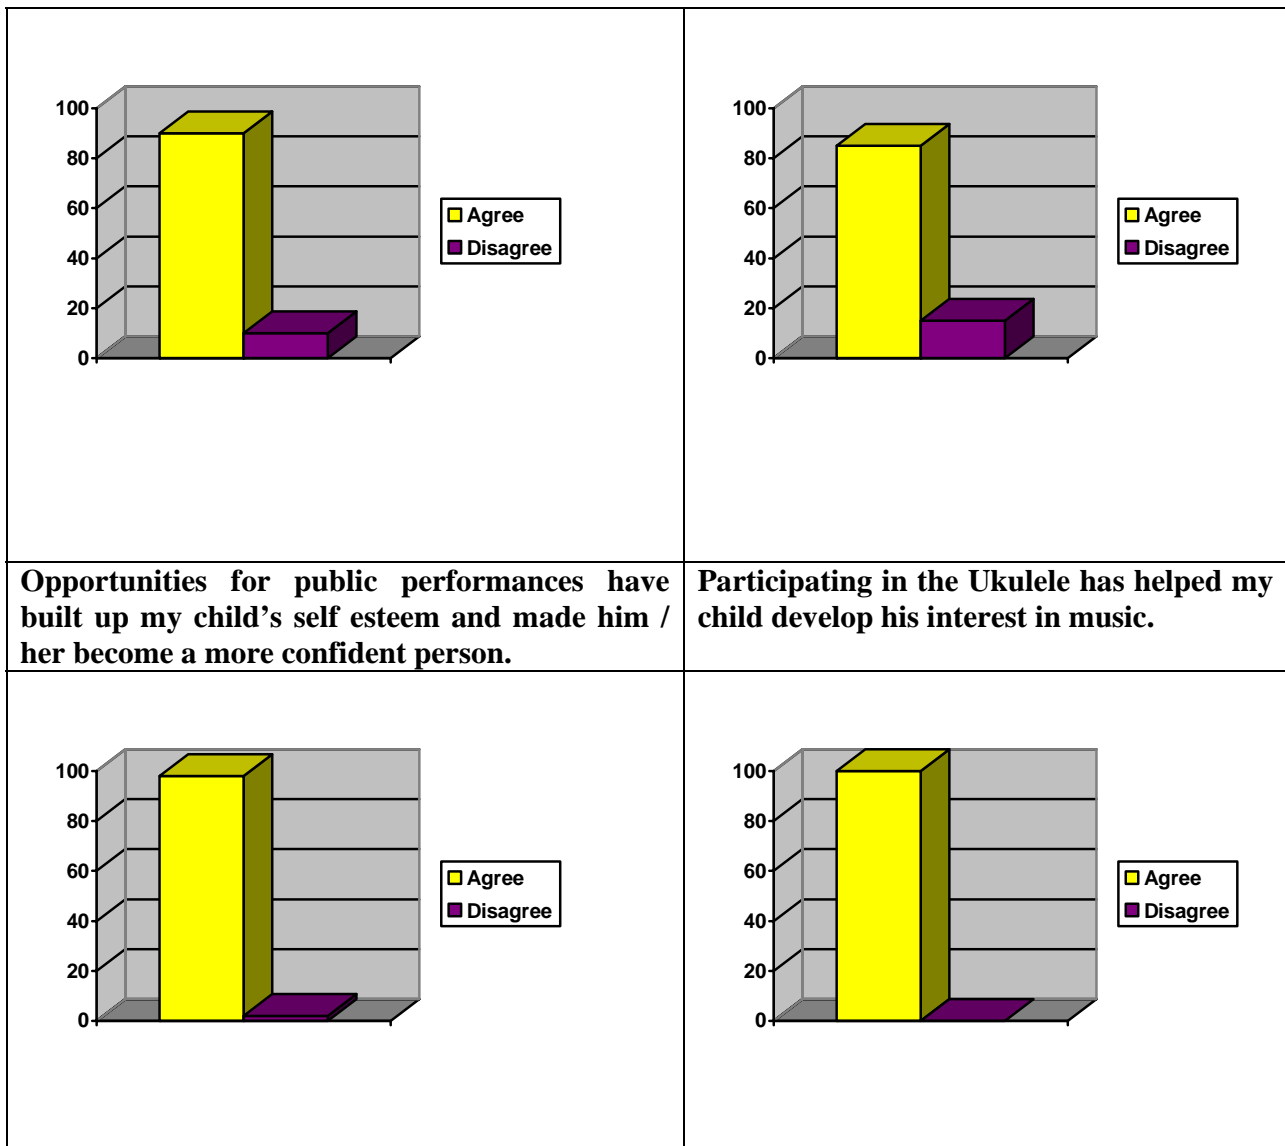 100
80
60
40
20
0
Agree
Disagree
100
80
60
40
20
0
Agree
Disagree
Opportunities for public performances have
built up my child’s self esteem and made him /
her become a more confident person.
Participating in the Ukulele has helped my
child develop his interest in music.
100
80
60
40
20
0
Agree
Disagree
100
80
60
40
20
0
Agree
Disagree